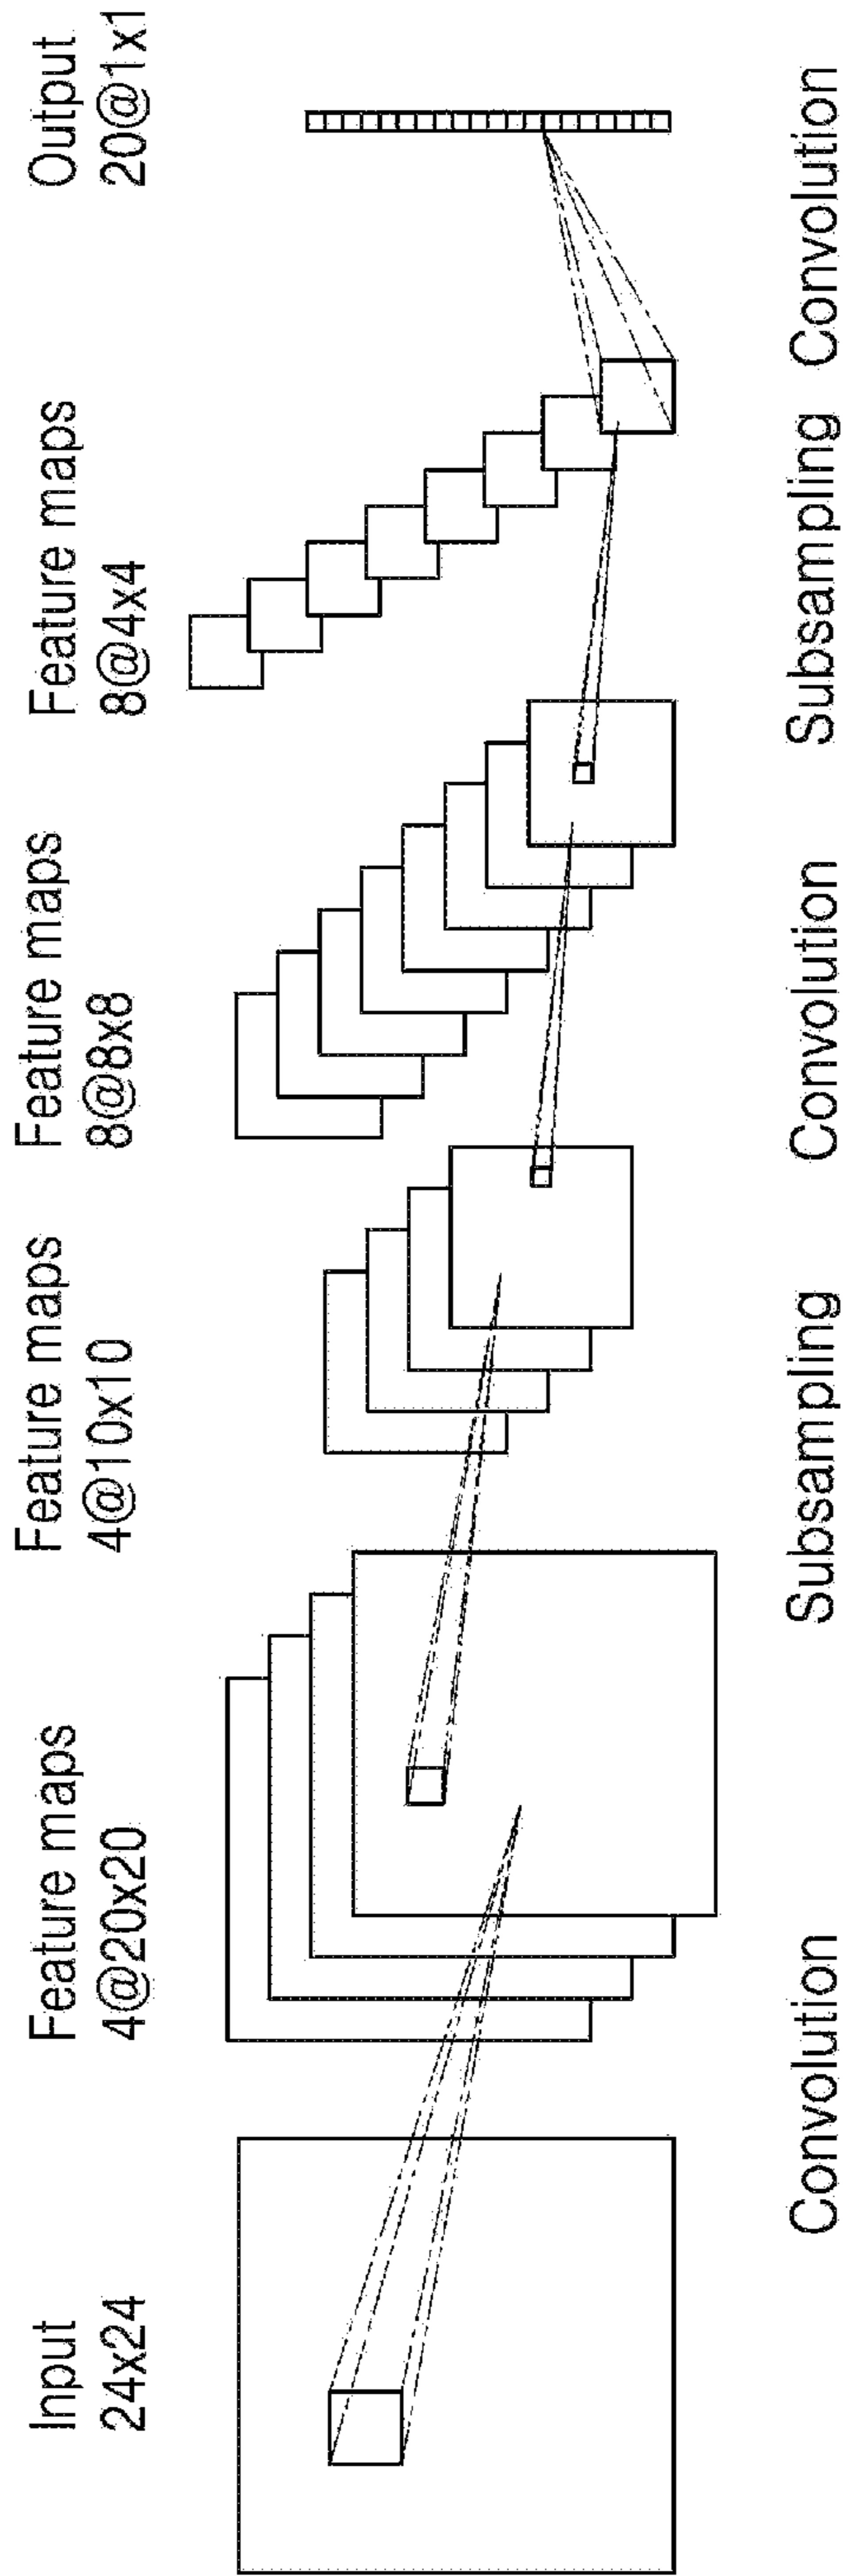 Input
24x24
Feature maps
4@20x20
Feature maps
4@10x10
Feature maps
8@8x8
Feature maps
8@4x4
Output
20@1x1
Convolution
Subsampling
Convolution
Subsampling
Convolution